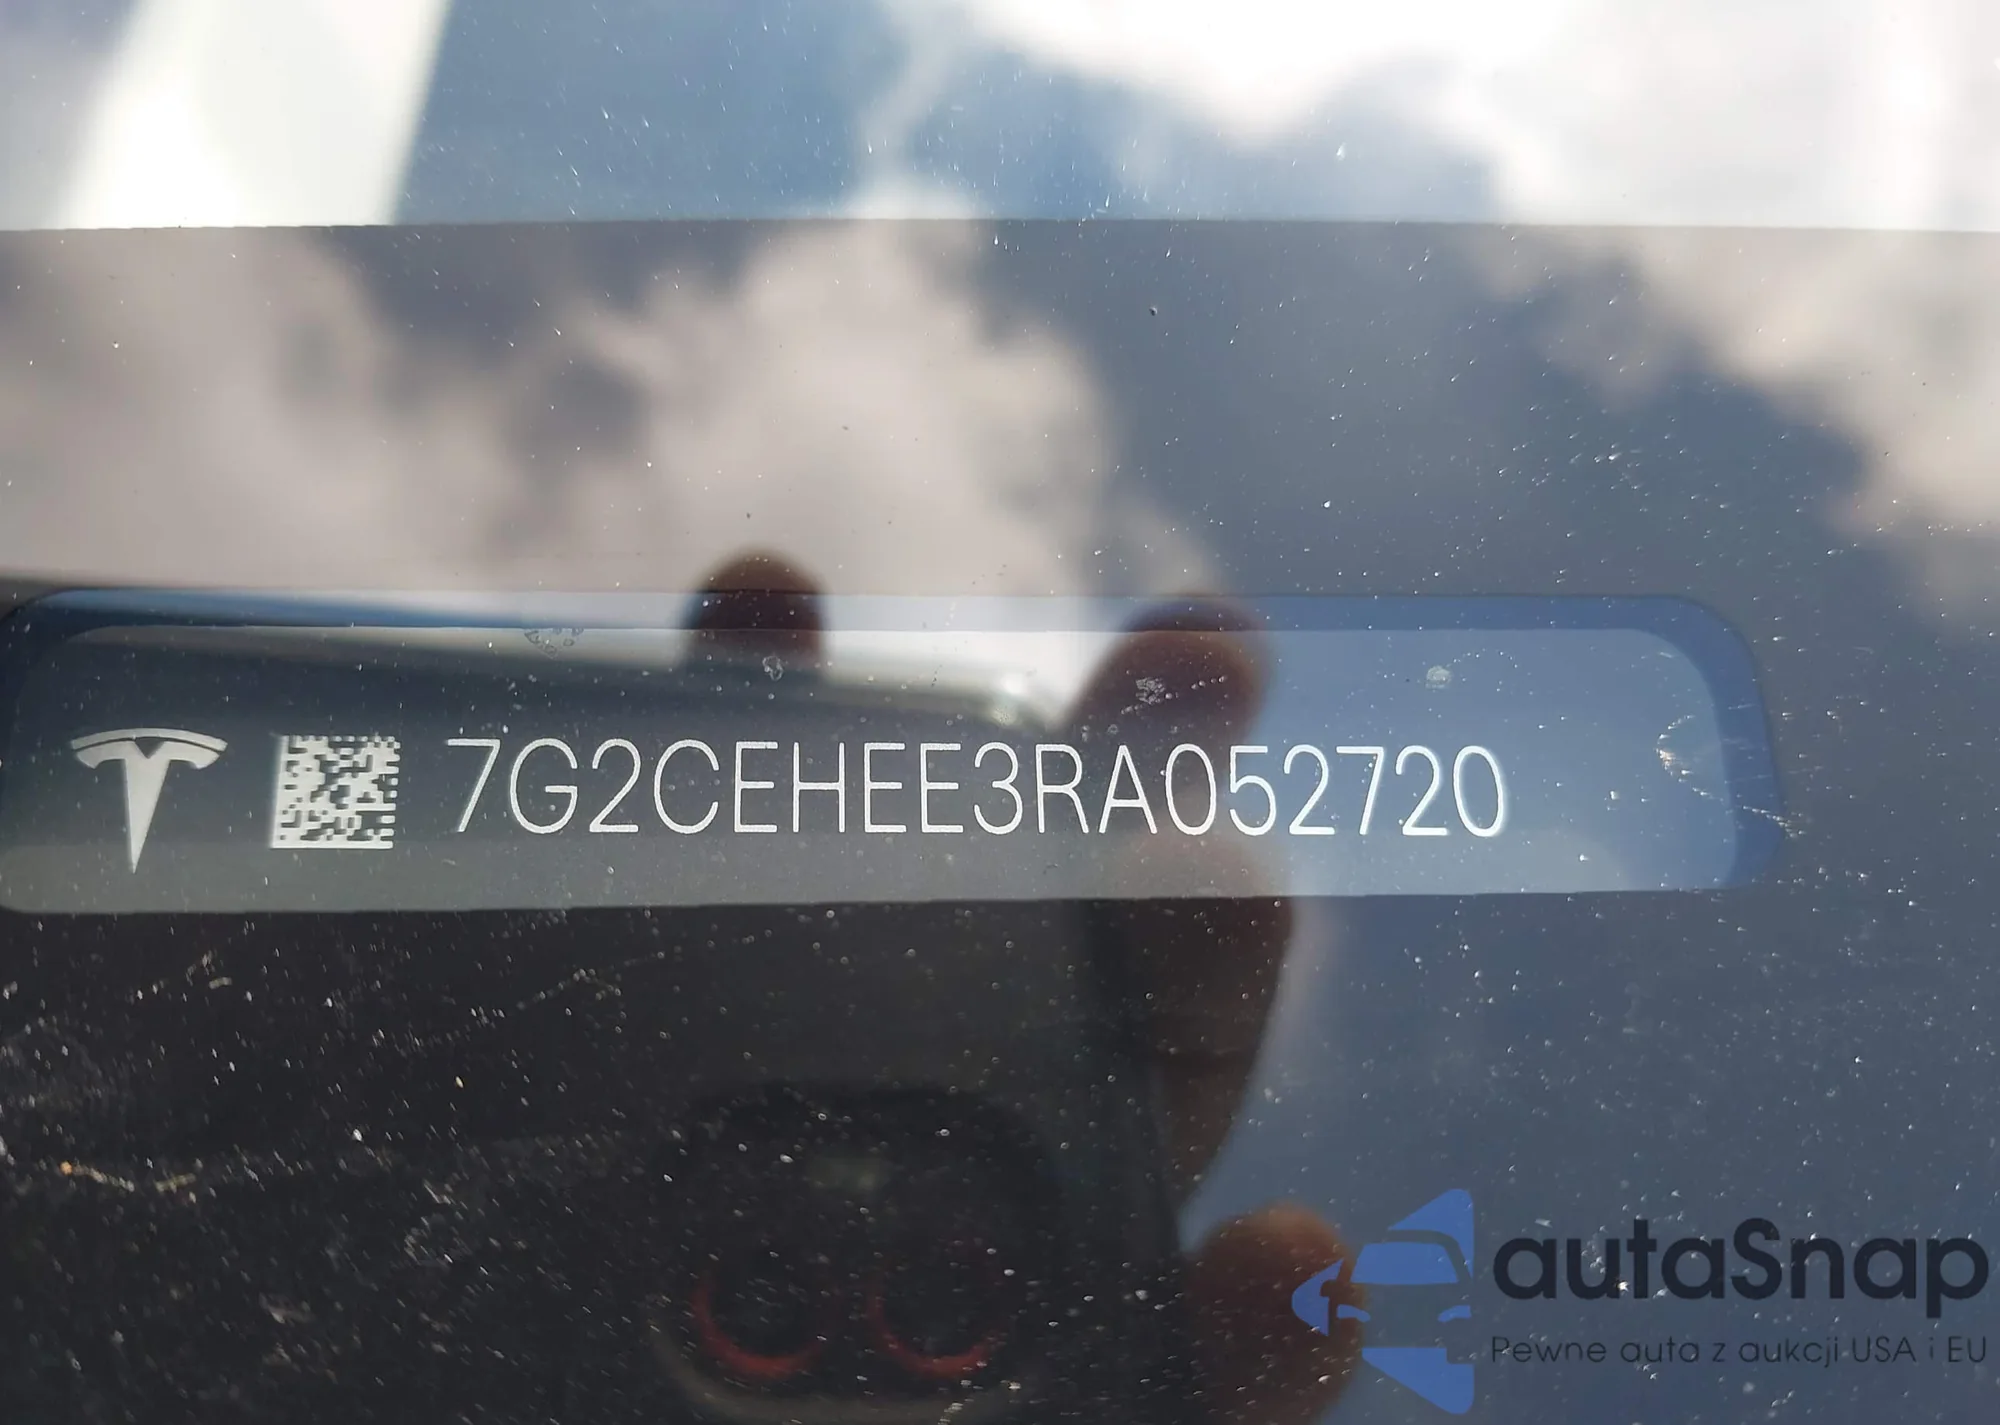 7G2CEHEE3RA052720
autaSnap
Pewne auta z aukcji USA i EU